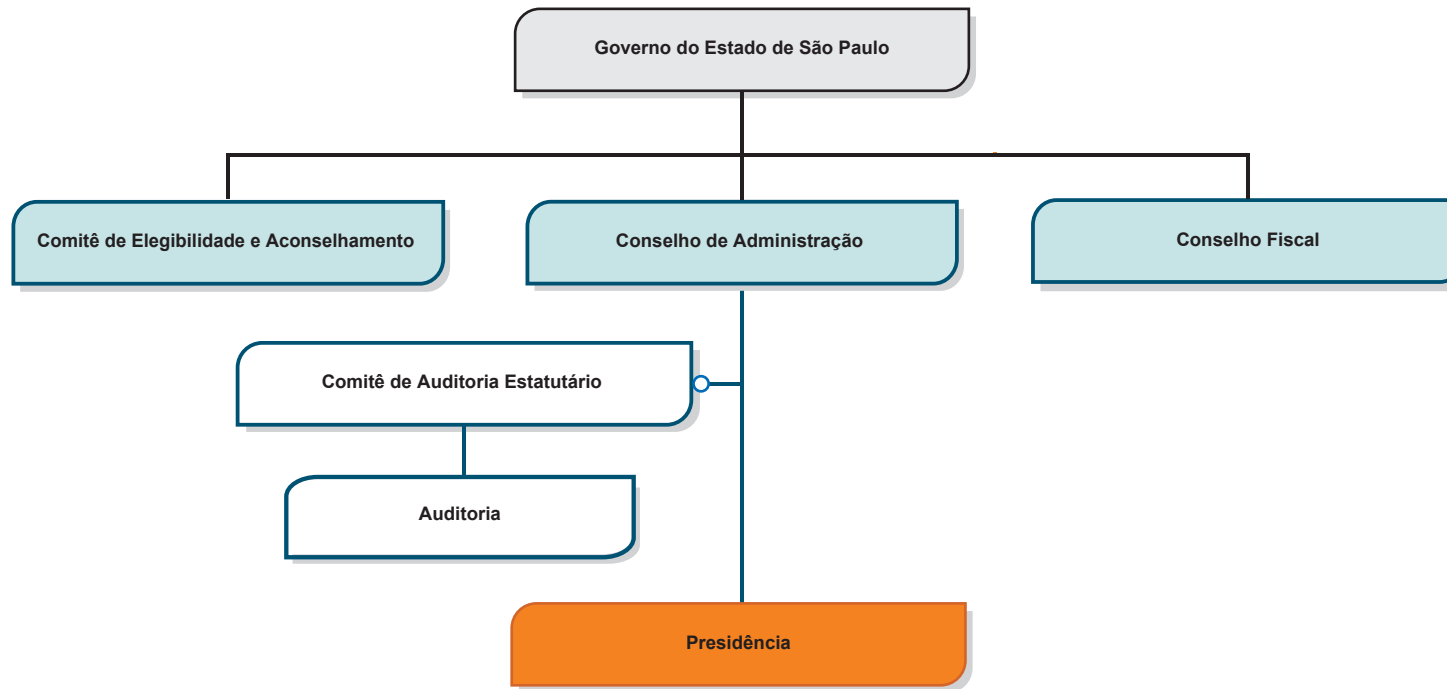 Governo do Estado de São Paulo
Comitê de Elegibilidade e Aconselhamento
Conselho de Administração
Conselho Fiscal
Comitê de Auditoria Estatutário
Auditoria
Presidência